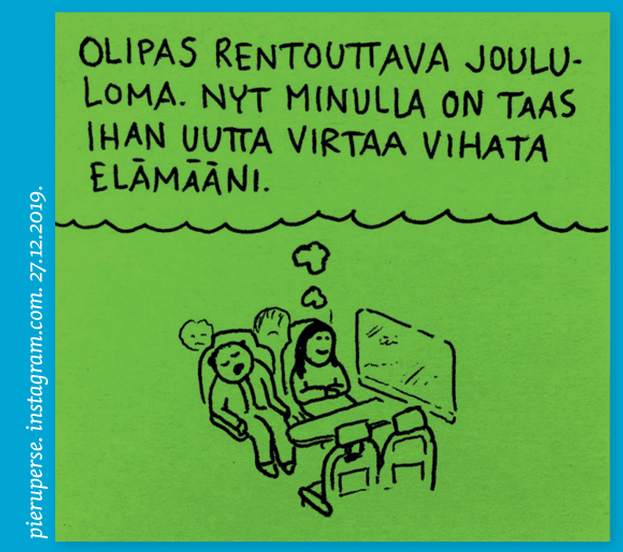 OLIPAS RENTOUTTAVA JOULU-
LOMA. NYT MINULLA ON TAAS
IHAN UUTTA VIRTAA VIHATA
ELÄMÄÄNI.
pieruperse. instagram.com. 27.12.2019.